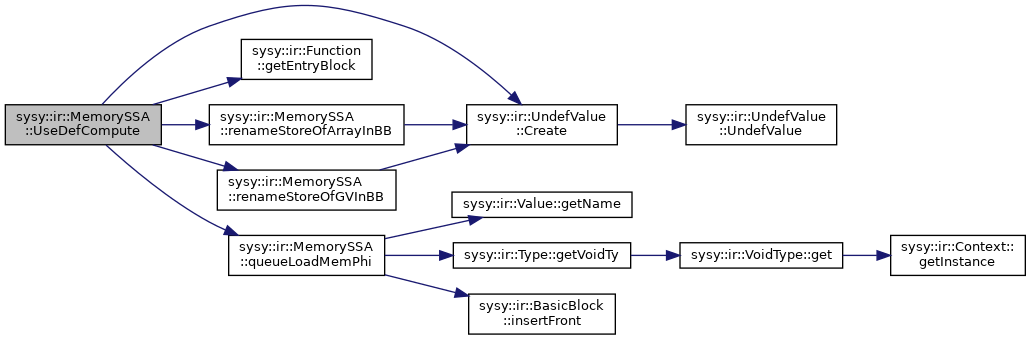 sysy::ir::MemorySSA
::UseDefCompute
sysy::ir::Function
::getEntryBlock
sysy::ir::MemorySSA
::renameStoreOfArrayInBB
sysy::ir::UndefValue
::Create
sysy::ir::UndefValue
::UndefValue
sysy::ir::MemorySSA
::renameStoreOfGVInBB
sysy::ir::MemorySSA
::queueLoadMemPhi
sysy::ir::Value::getName
sysy::ir::Type::getVoidTy
sysy::ir::VoidType::get
sysy::ir::Context::
getInstance
sysy::ir::BasicBlock
::insertFront